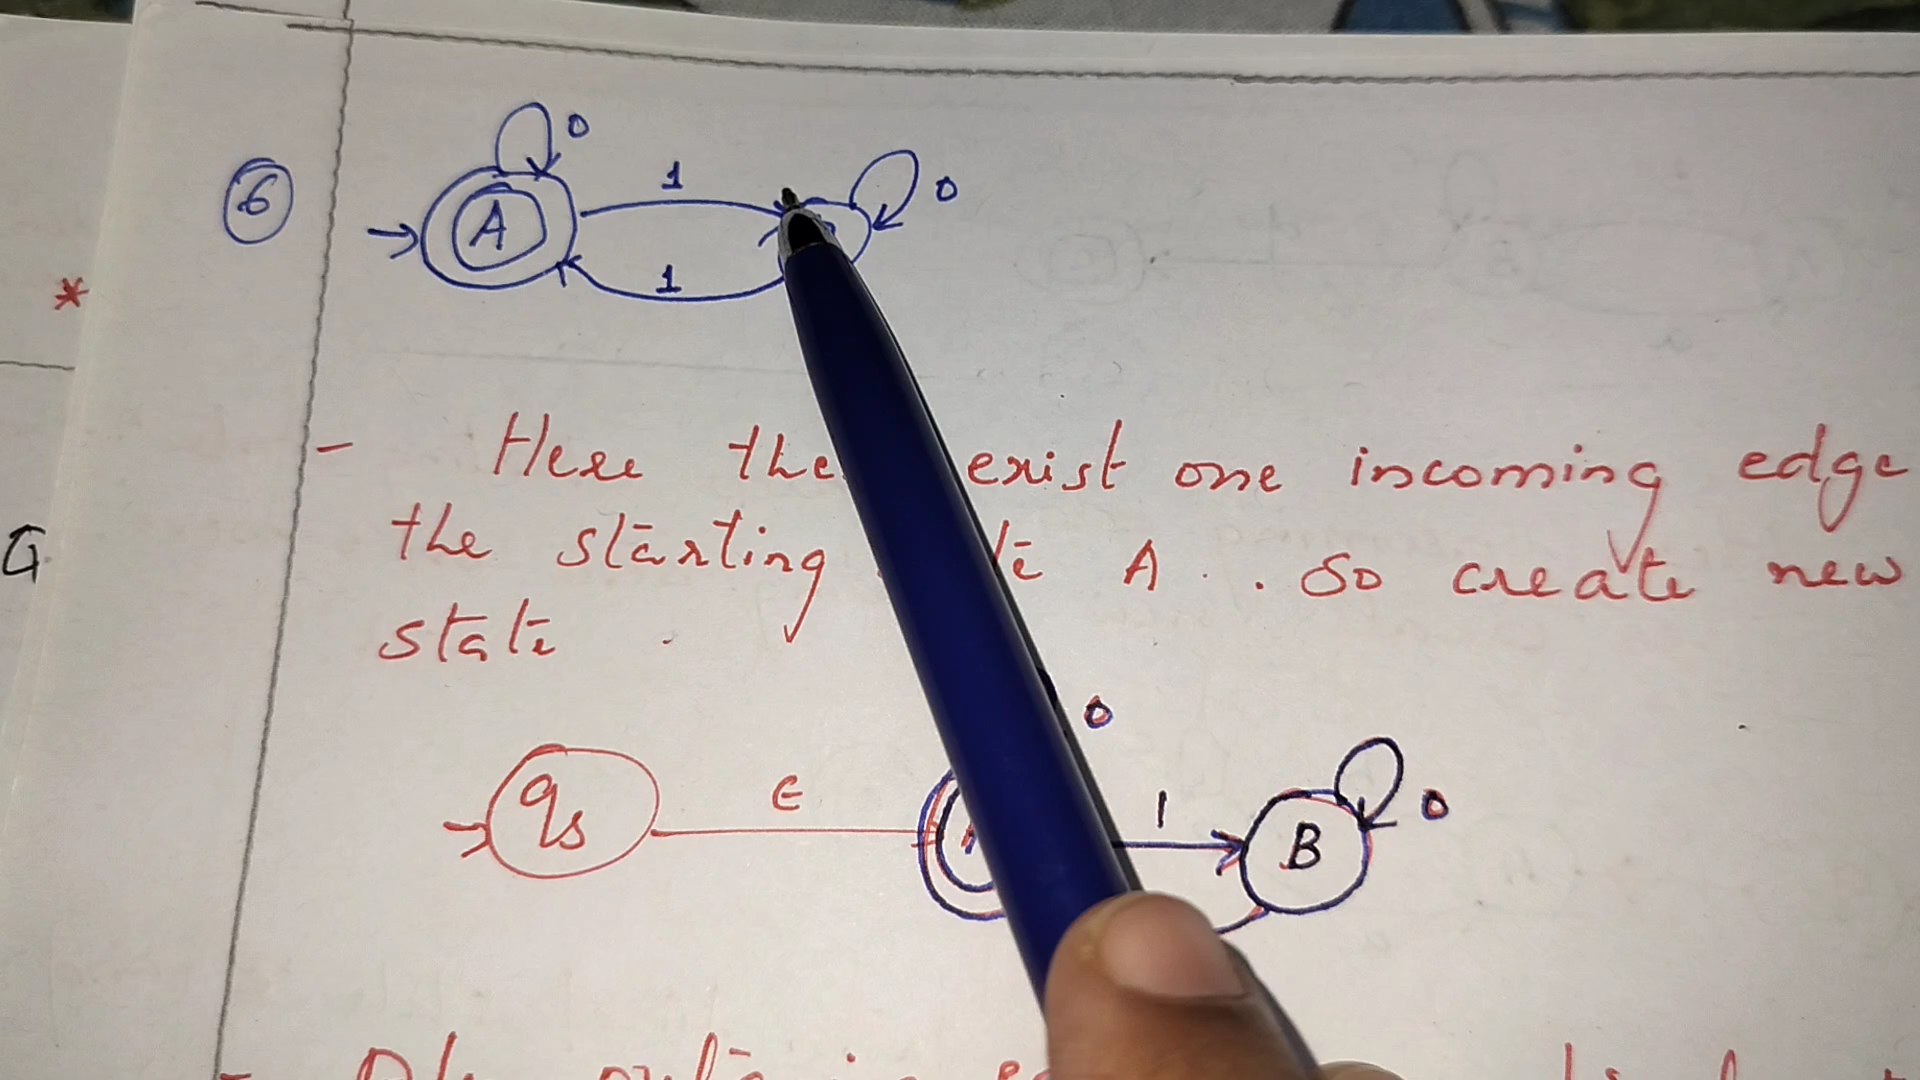 6
0
A
1
0
1
*
- Here the exist one incoming edge
G
the starting A . . So create new
state .
0
qs
ϵ
1
B
0